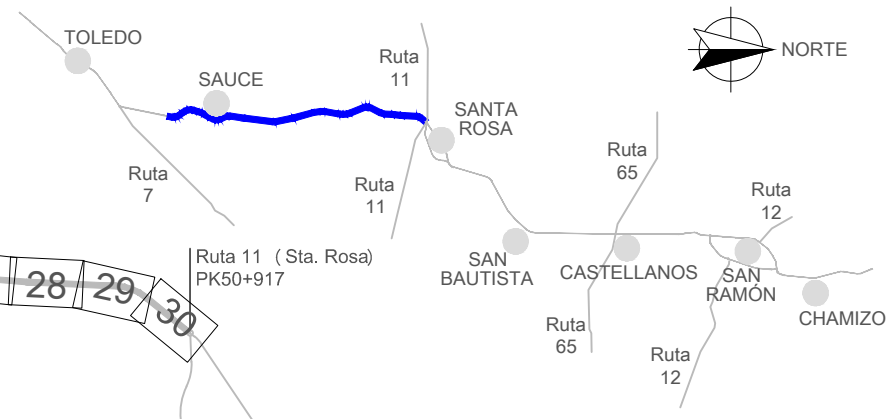 TOLEDO
SAUCE
Ruta
11
SANTA
ROSA
NORTE
Ruta
7
Ruta
11
Ruta
65
Ruta
12
Ruta 11 ( Sta. Rosa)
PK50+917
28
29
30
SAN
BAUTISTA
CASTELLANOS
SAN
RAMÓN
CHAMIZO
Ruta
65
Ruta
12